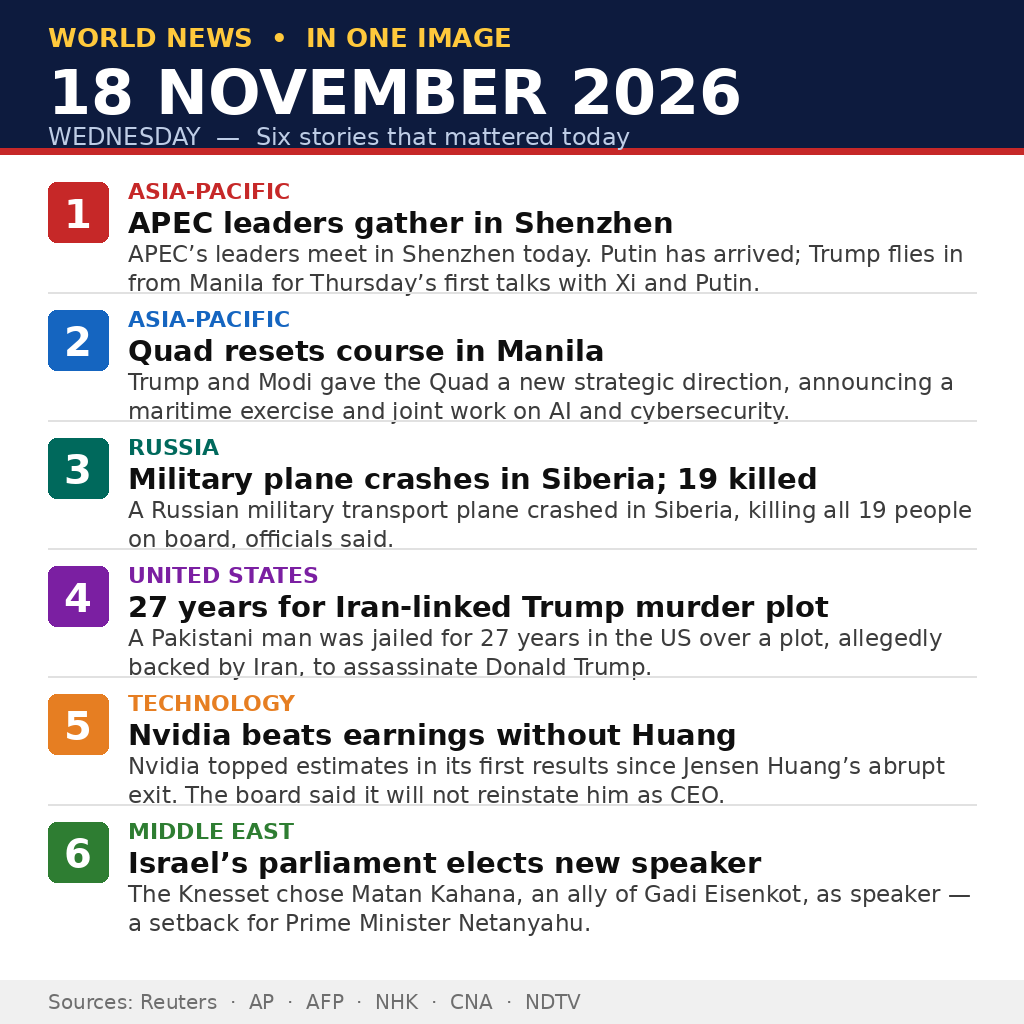 WORLD NEWS • IN ONE IMAGE
18 NOVEMBER 2026
WEDNESDAY — Six stories that mattered today
1
ASIA-PACIFIC
APEC leaders gather in Shenzhen
APEC’s leaders meet in Shenzhen today. Putin has arrived; Trump flies in
from Manila for Thursday’s first talks with Xi and Putin.
2
ASIA-PACIFIC
Quad resets course in Manila
Trump and Modi gave the Quad a new strategic direction, announcing a
maritime exercise and joint work on AI and cybersecurity.
3
RUSSIA
Military plane crashes in Siberia; 19 killed
A Russian military transport plane crashed in Siberia, killing all 19 people
on board, officials said.
4
UNITED STATES
27 years for Iran-linked Trump murder plot
A Pakistani man was jailed for 27 years in the US over a plot, allegedly
backed by Iran, to assassinate Donald Trump.
5
TECHNOLOGY
Nvidia beats earnings without Huang
Nvidia topped estimates in its first results since Jensen Huang’s abrupt
exit. The board said it will not reinstate him as CEO.
6
MIDDLE EAST
Israel’s parliament elects new speaker
The Knesset chose Matan Kahana, an ally of Gadi Eisenkot, as speaker —
a setback for Prime Minister Netanyahu.
Sources: Reuters · AP · AFP · NHK · CNA · NDTV